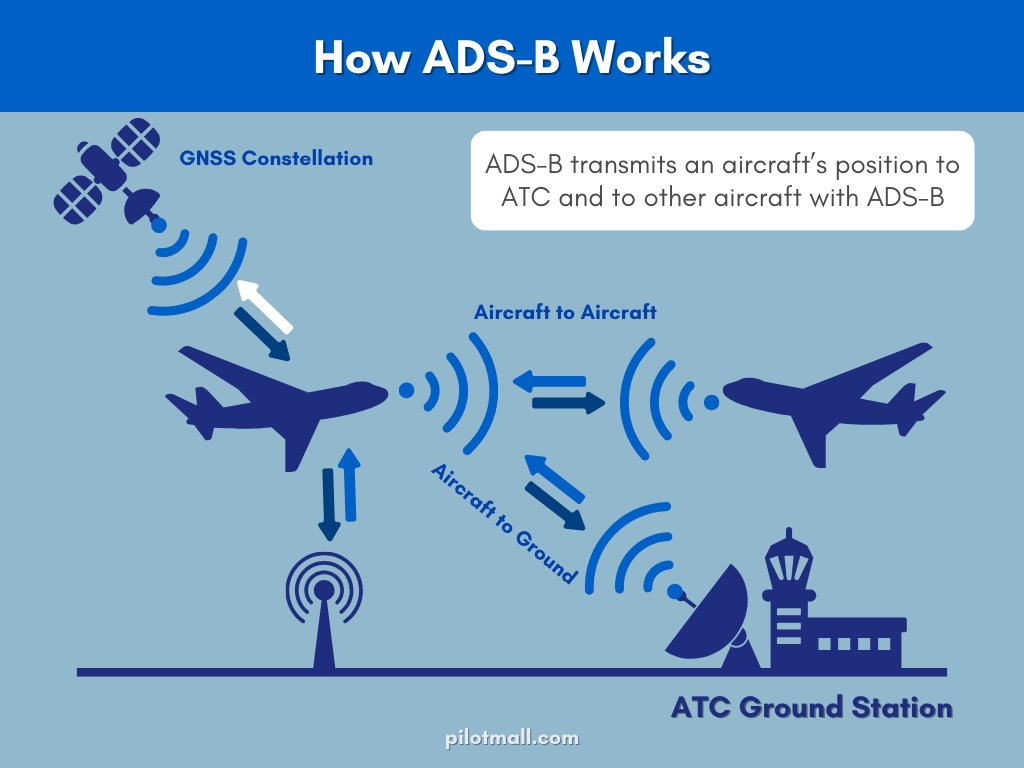 How ADS-B Works
GNSS Constellation
ADS-B transmits an aircraft’s position to
ATC and to other aircraft with ADS-B
Aircraft to Aircraft
Aircraft to Ground
ATC Ground Station
pilotmall.com